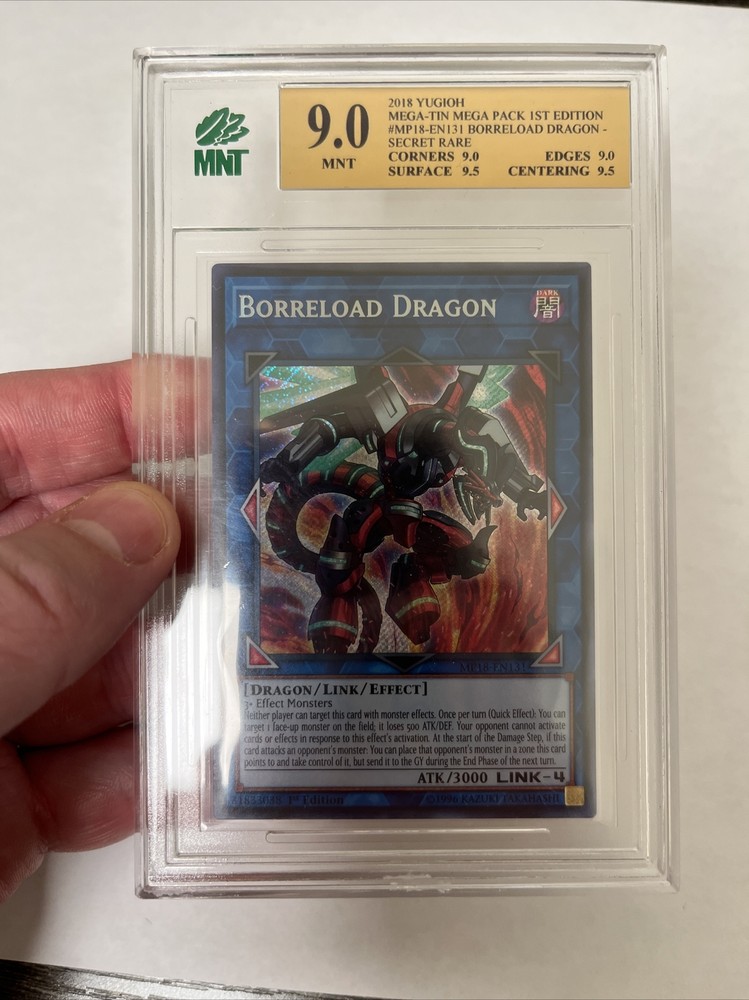 MNT
9.0
MNT
2018 YUGIOH
MEGA-TIN MEGA PACK 1ST EDITION
#MP18-EN131 BORRELOAD DRAGON -
SECRET RARE
CORNERS 9.0 EDGES 9.0
SURFACE 9.5 CENTERING 9.5
BORRELOAD DRAGON
DARK
闇
MP18-EN131
[DRAGON/LINK/EFFECT]
3+ Effect Monsters
Neither player can target this card with monster effects. Once per turn (Quick Effect): You can
target 1 face-up monster on the field; it loses 500 ATK/DEF. Your opponent cannot activate
cards or effects in response to this effect's activation. At the start of the Damage Step, if this
card attacks an opponent's monster: You can place that opponent's monster in a zone this card
points to and take control of it, but send it to the GY during the End Phase of the next turn.
ATK/3000 LINK-4
1st Edition ©1996 KAZUKI TAKAHASHI